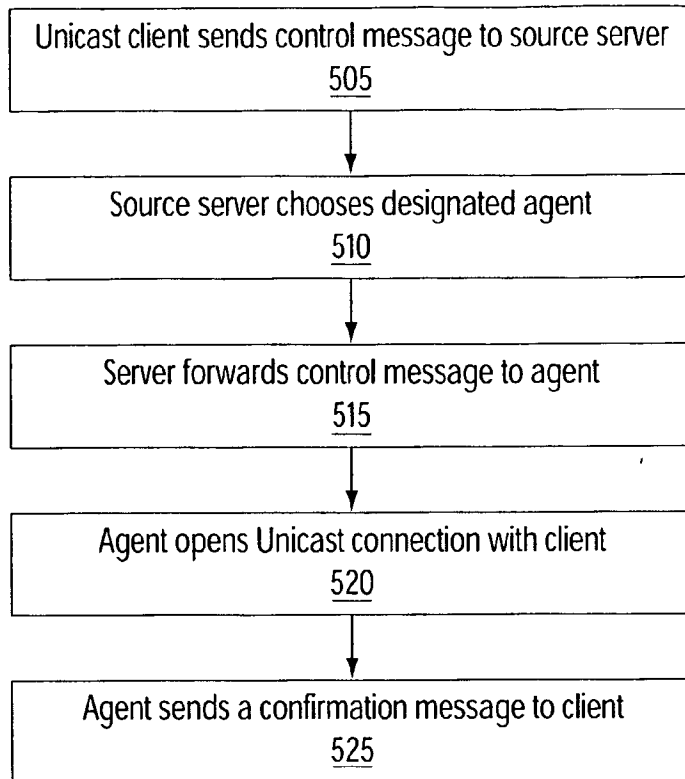 Unicast client sends control message to source server
505
Source server chooses designated agent
510
Server forwards control message to agent
515
Agent opens Unicast connection with client
520
Agent sends a confirmation message to client
525